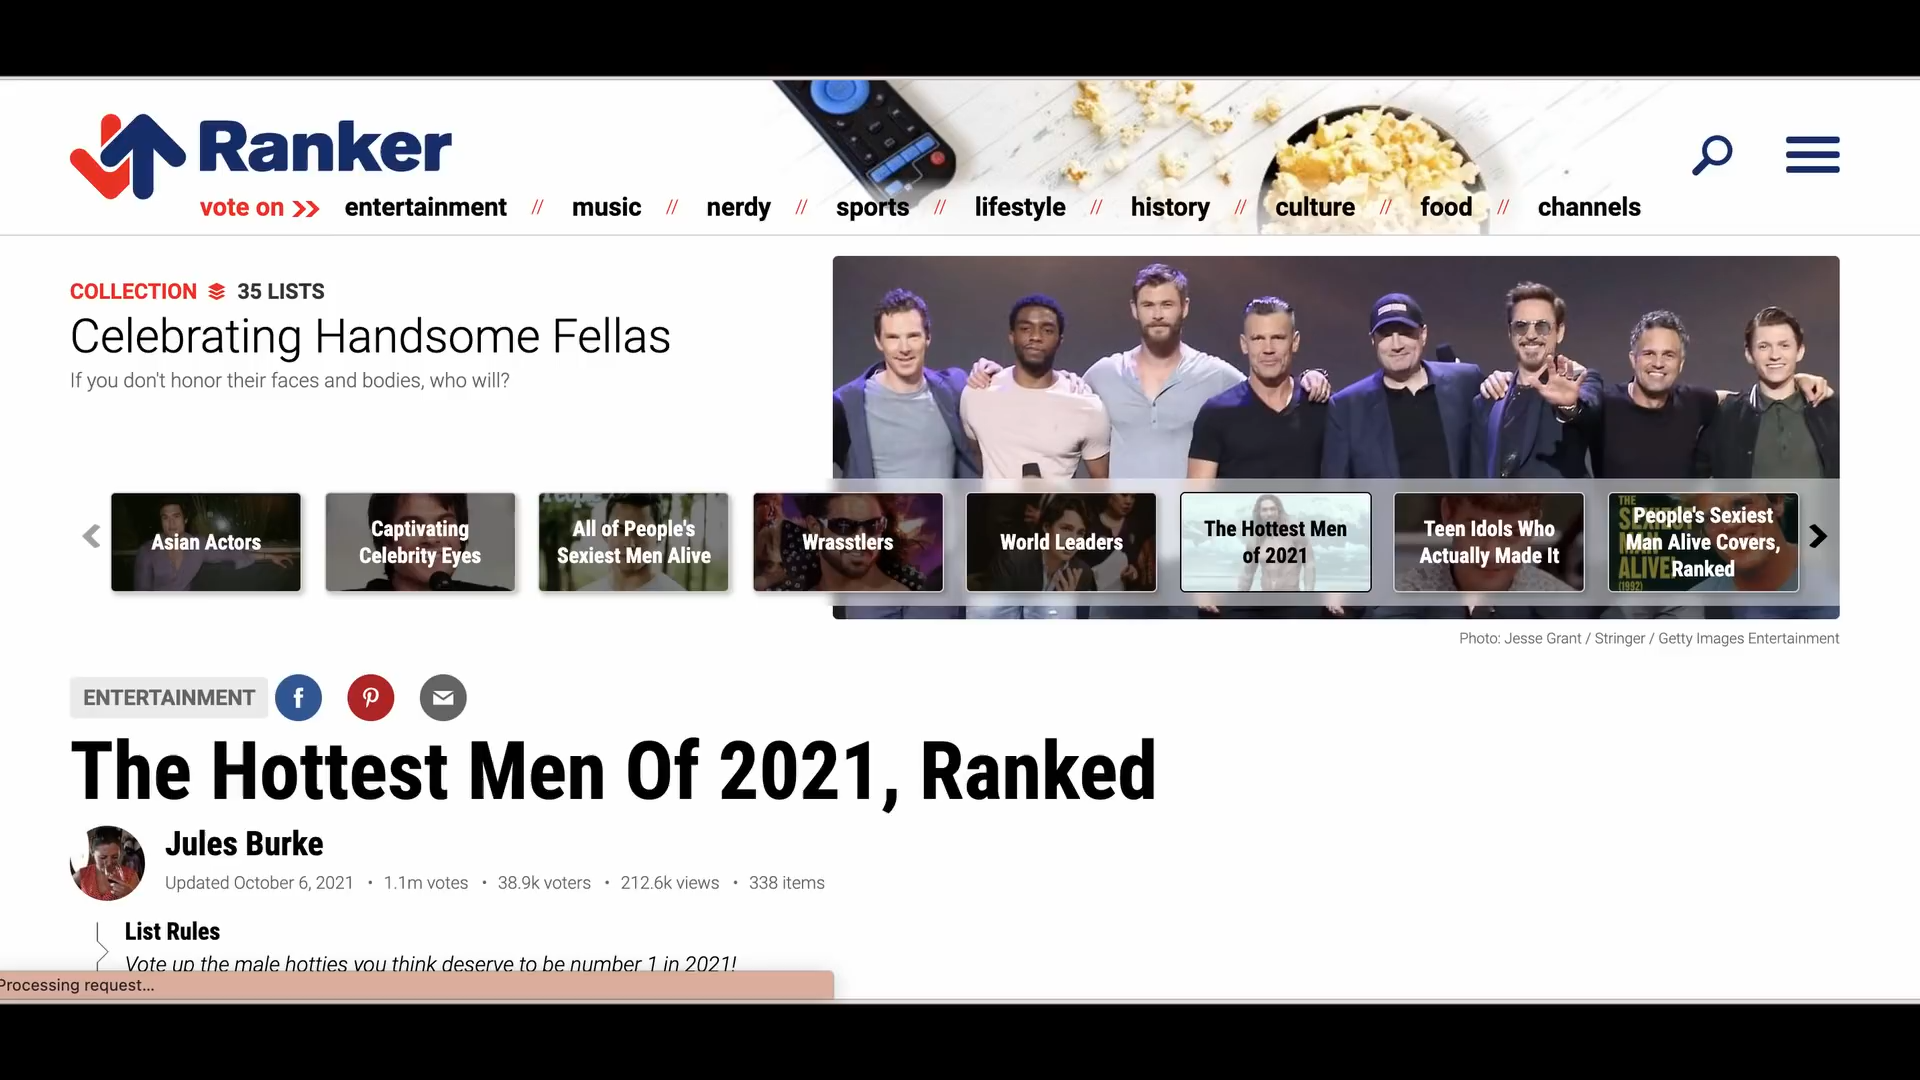 Ranker
vote on >> entertainment // music // nerdy // sports // lifestyle // history // culture // food // channels
COLLECTION 35 LISTS
Celebrating Handsome Fellas
If you don't honor their faces and bodies, who will?
Asian Actors
Captivating
Celebrity Eyes
All of People's
Sexiest Men Alive
Wrasstlers
World Leaders
The Hottest Men
of 2021
Teen Idols Who
Actually Made It
People's Sexiest
Man Alive Covers,
Ranked
THE
ALIVE
(1992)
Photo: Jesse Grant / Stringer / Getty Images Entertainment
ENTERTAINMENT
The Hottest Men Of 2021, Ranked
Jules Burke
Updated October 6, 2021 • 1.1m votes • 38.9k voters • 212.6k views • 338 items
List Rules
Vote up the male hotties you think deserve to be number 1 in 2021!
Processing request...